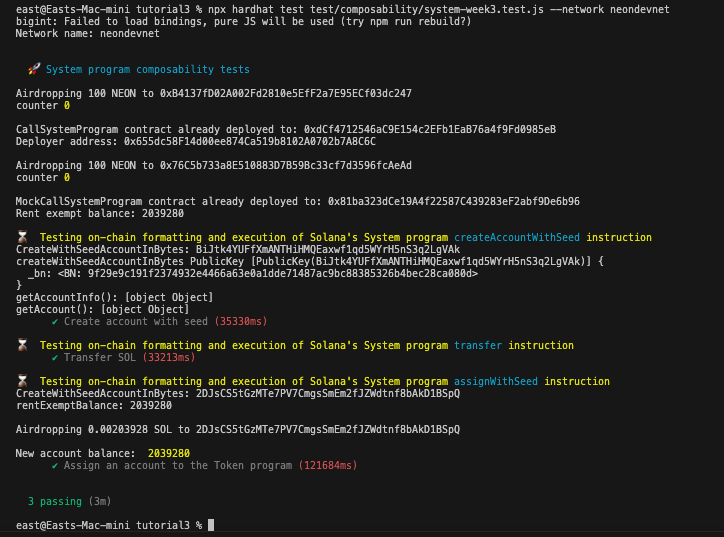 east@Easts-Mac-mini tutorial3 % npx hardhat test test/composability/system-week3.test.js --network neondevnet
bigint: Failed to load bindings, pure JS will be used (try npm run rebuild?)
Network name: neondevnet
🚀 System program composability tests
Airdropping 100 NEON to 0xB4137fD02A002Fd2810e5EfF2a7E95ECf03dc247
counter 0
CallSystemProgram contract already deployed to: 0xdCf4712546aC9E154c2EFb1EaB76a4f9Fd0985eB
Deployer address: 0x655dc58F14d00ee874Ca519b8102A0702b7A8C6C
Airdropping 100 NEON to 0x76C5b733a8E510883D7B59Bc33cf7d3596fcAeAd
counter 0
MockCallSystemProgram contract already deployed to: 0x81ba323dCe19A4f22587C439283eF2abf9De6b96
Rent exempt balance: 2039280
⌛ Testing on-chain formatting and execution of Solana's System program createAccountWithSeed instruction
CreateWithSeedAccountInBytes: BiJtk4YUFfXmANTHiHMQEaxwf1qd5WYrH5nS3q2LgVAk
createWithSeedAccountInBytes PublicKey [PublicKey(BiJtk4YUFfXmANTHiHMQEaxwf1qd5WYrH5nS3q2LgVAk)] {
_bn: <BN: 9f29e9c191f2374932e4466a63e0a1dde71487ac9bc88385326b4bec28ca080d>
}
getAccountInfo(): [object Object]
getAccount(): [object Object]
✔ Create account with seed (35330ms)
⌛ Testing on-chain formatting and execution of Solana's System program transfer instruction
✔ Transfer SOL (33213ms)
⌛ Testing on-chain formatting and execution of Solana's System program assignWithSeed instruction
CreateWithSeedAccountInBytes: 2DJsCS5tGzMTe7PV7CmgsSmEm2fJZWdtnf8bAkD1BSpQ
rentExemptBalance: 2039280
Airdropping 0.00203928 SOL to 2DJsCS5tGzMTe7PV7CmgsSmEm2fJZWdtnf8bAkD1BSpQ
New account balance: 2039280
✔ Assign an account to the Token program (121684ms)
3 passing (3m)
east@Easts-Mac-mini tutorial3 %